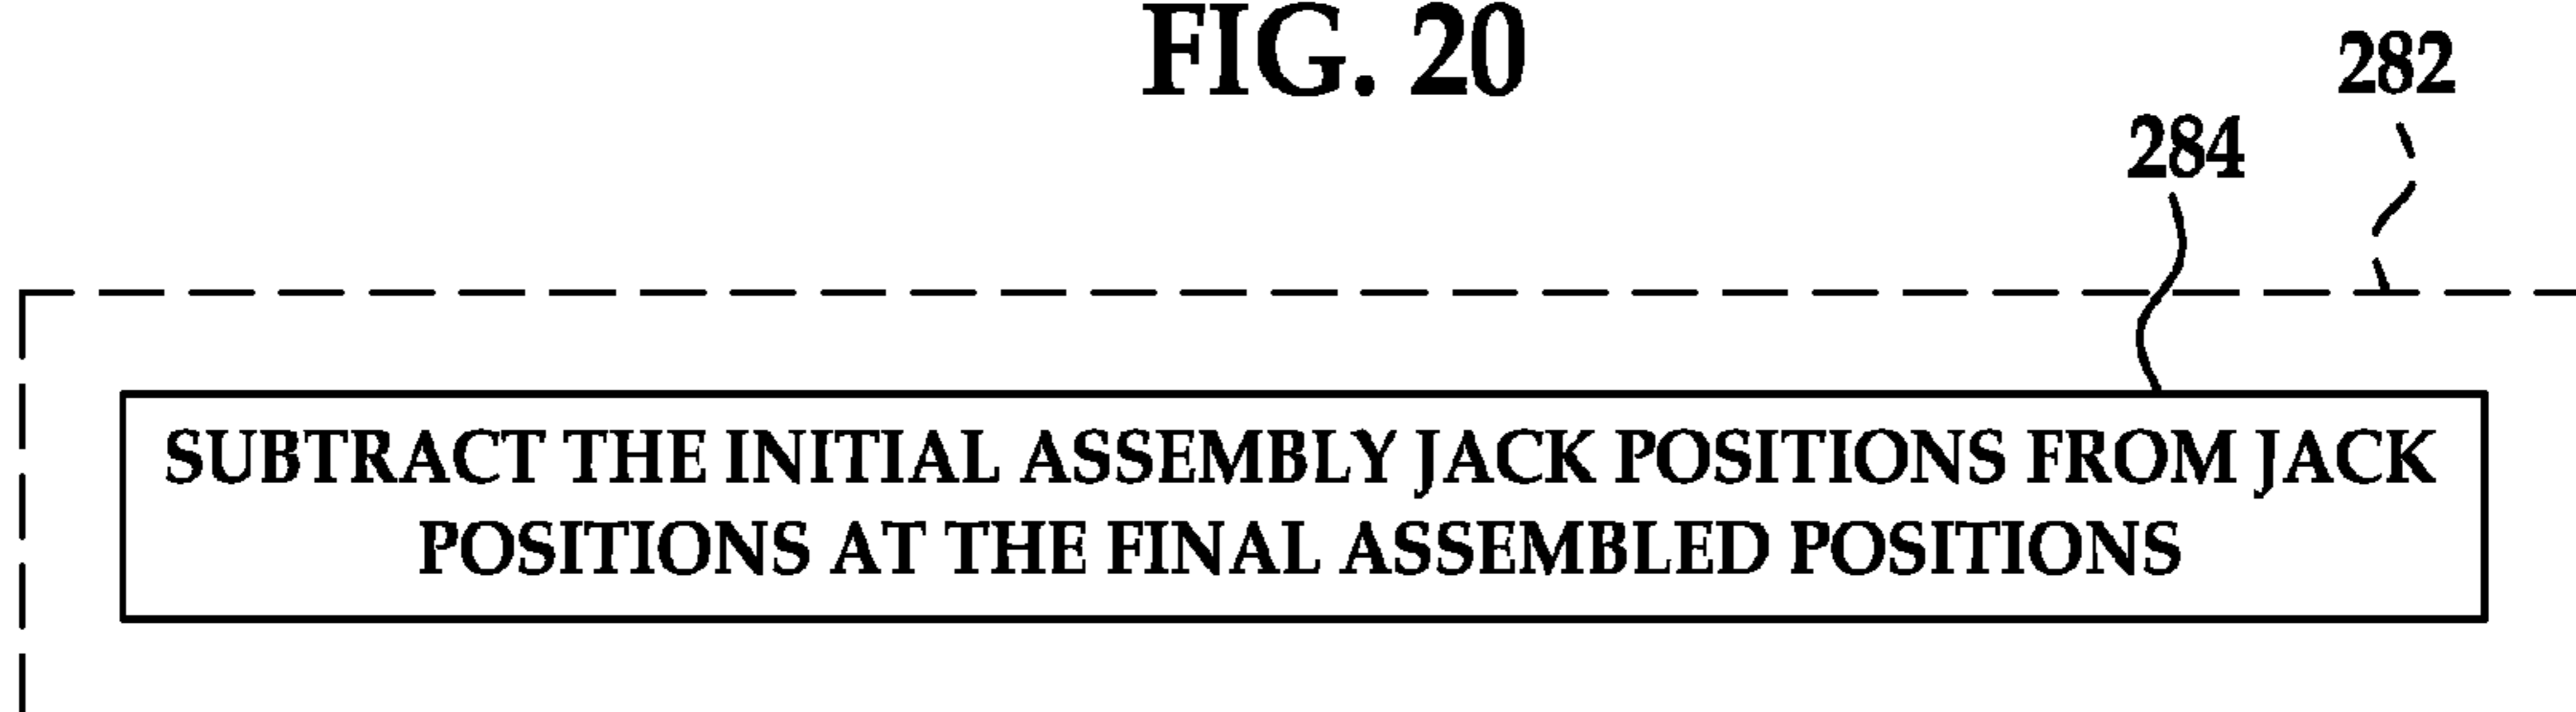 FIG. 20
282
284
SUBTRACT THE INITIAL ASSEMBLY JACK POSITIONS FROM JACK
POSITIONS AT THE FINAL ASSEMBLED POSITIONS